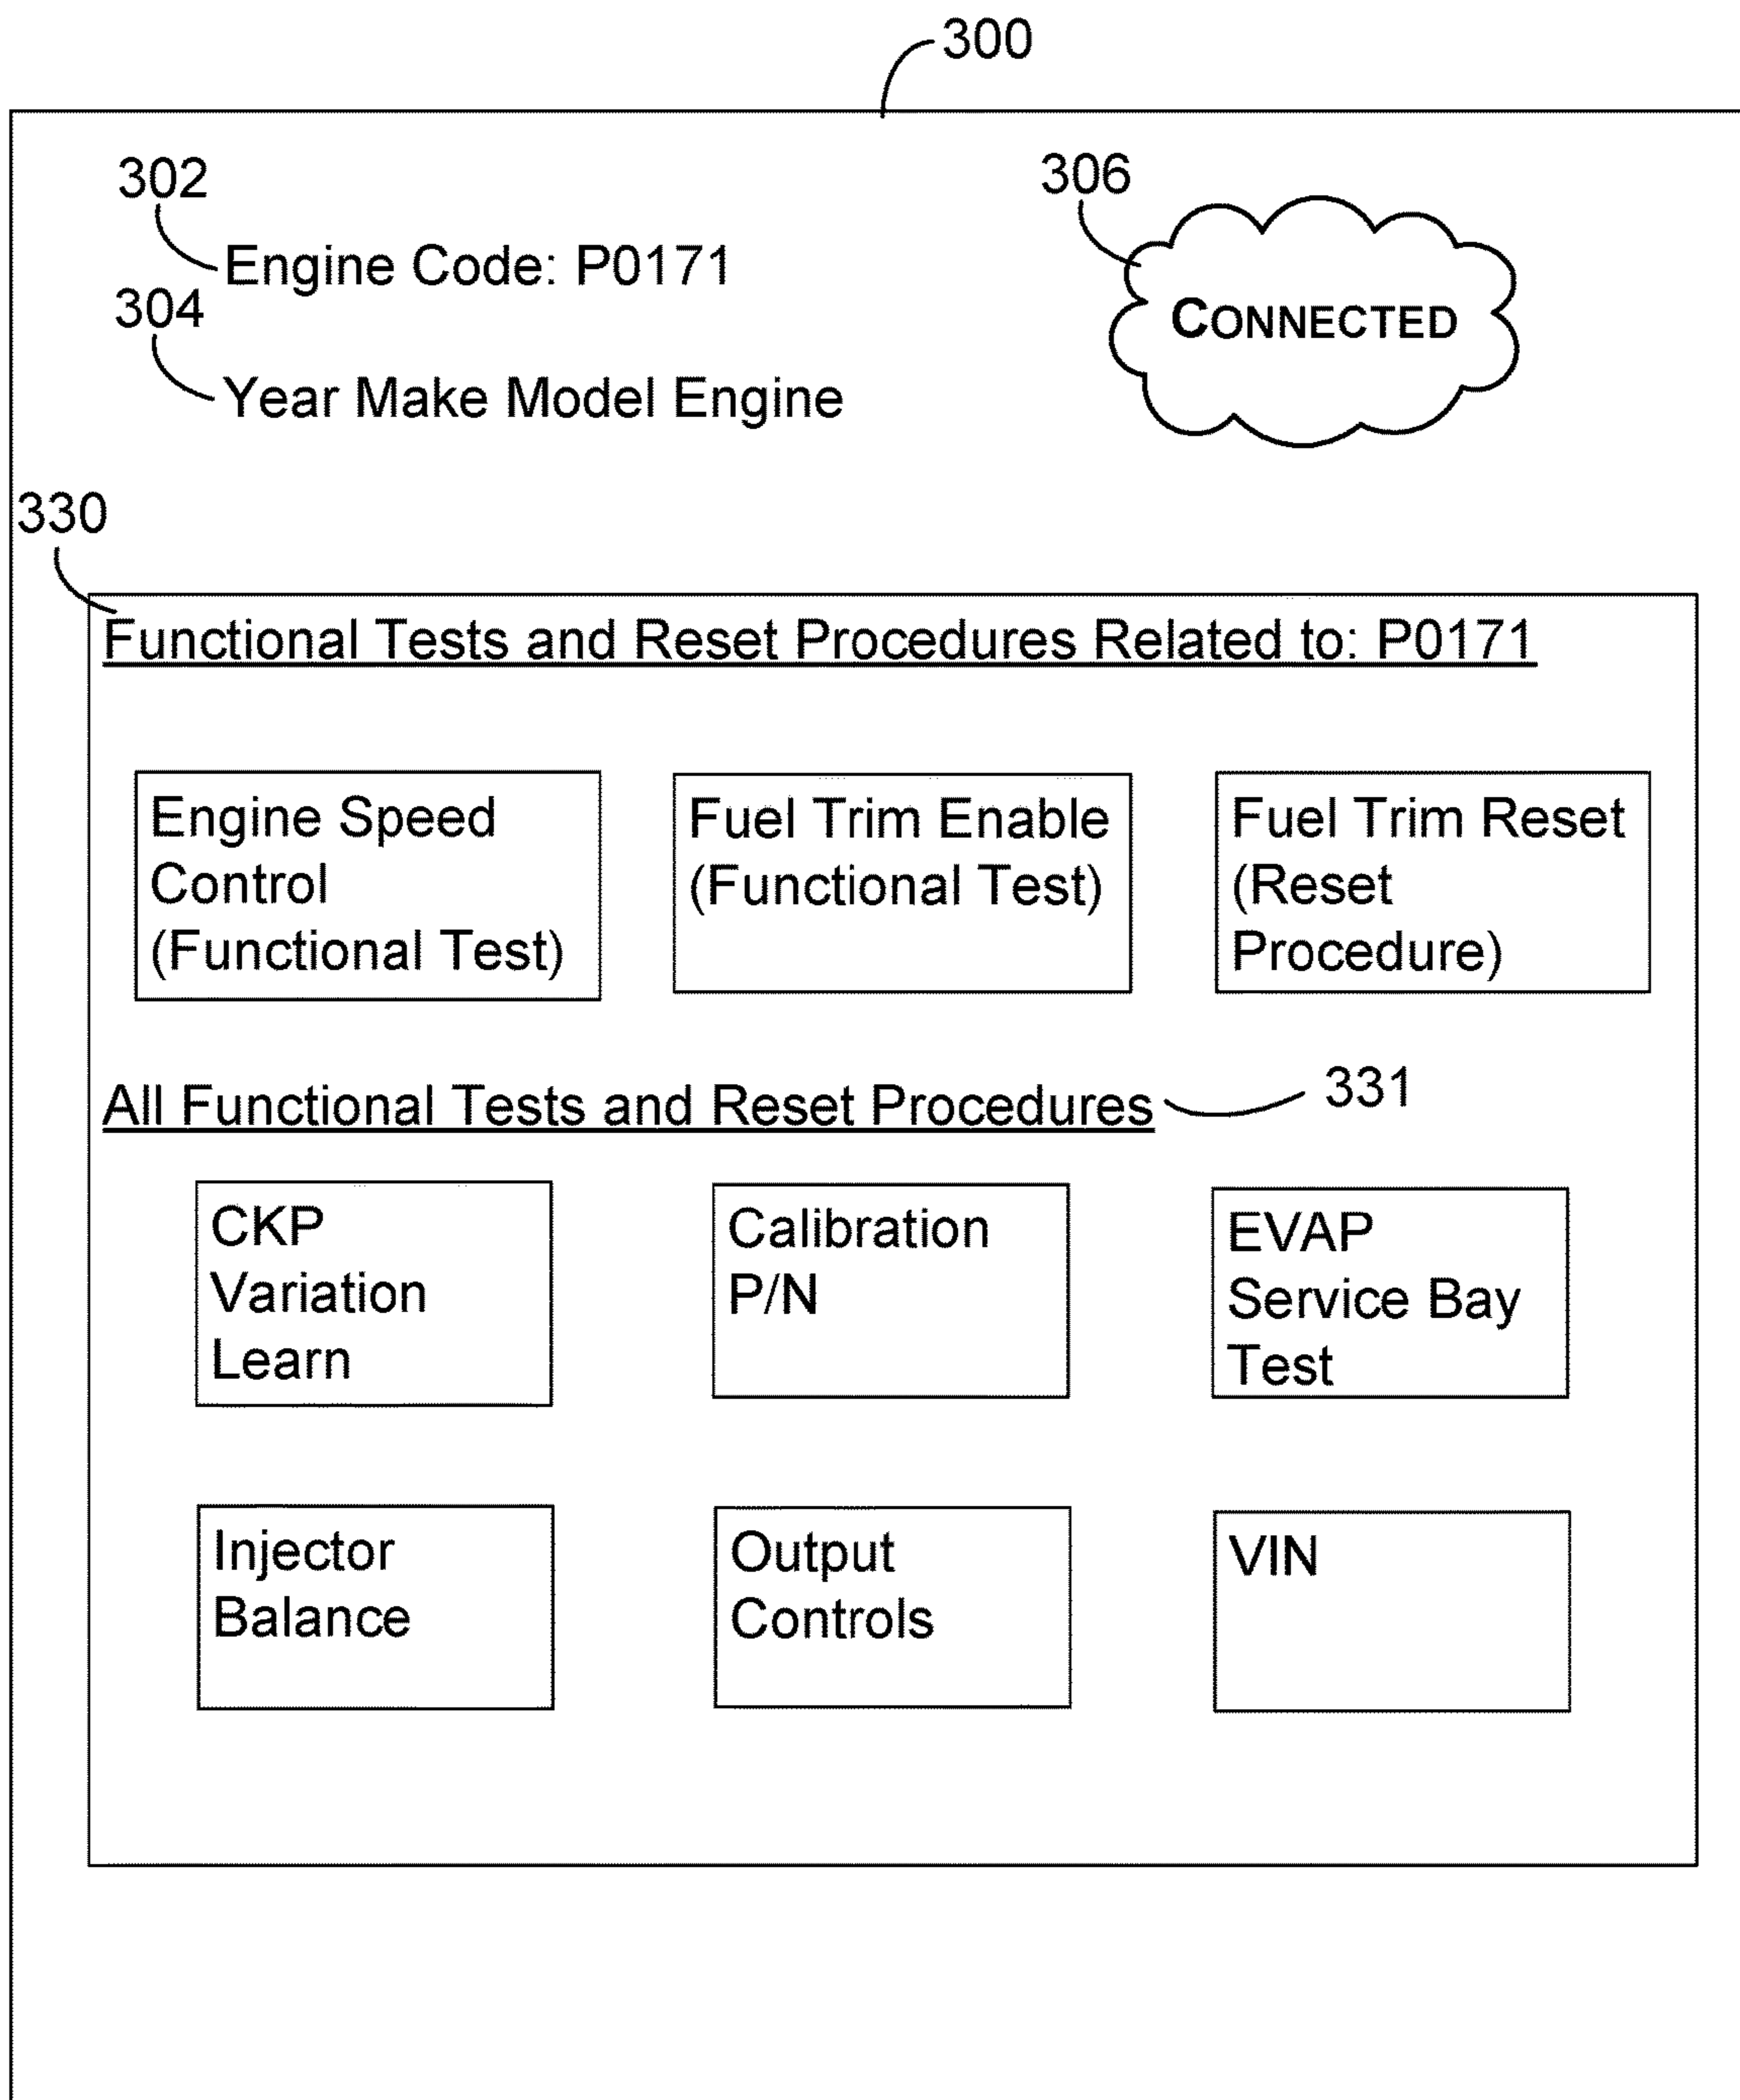 300
302
306
Engine Code: P0171
CONNECTED
304
Year Make Model Engine
330
Functional Tests and Reset Procedures Related to: P0171
Engine Speed
Control
(Functional Test)
Fuel Trim Enable
(Functional Test)
Fuel Trim Reset
(Reset
Procedure)
All Functional Tests and Reset Procedures
331
CKP
Variation
Learn
Calibration
P/N
EVAP
Service Bay
Test
Injector
Balance
Output
Controls
VIN